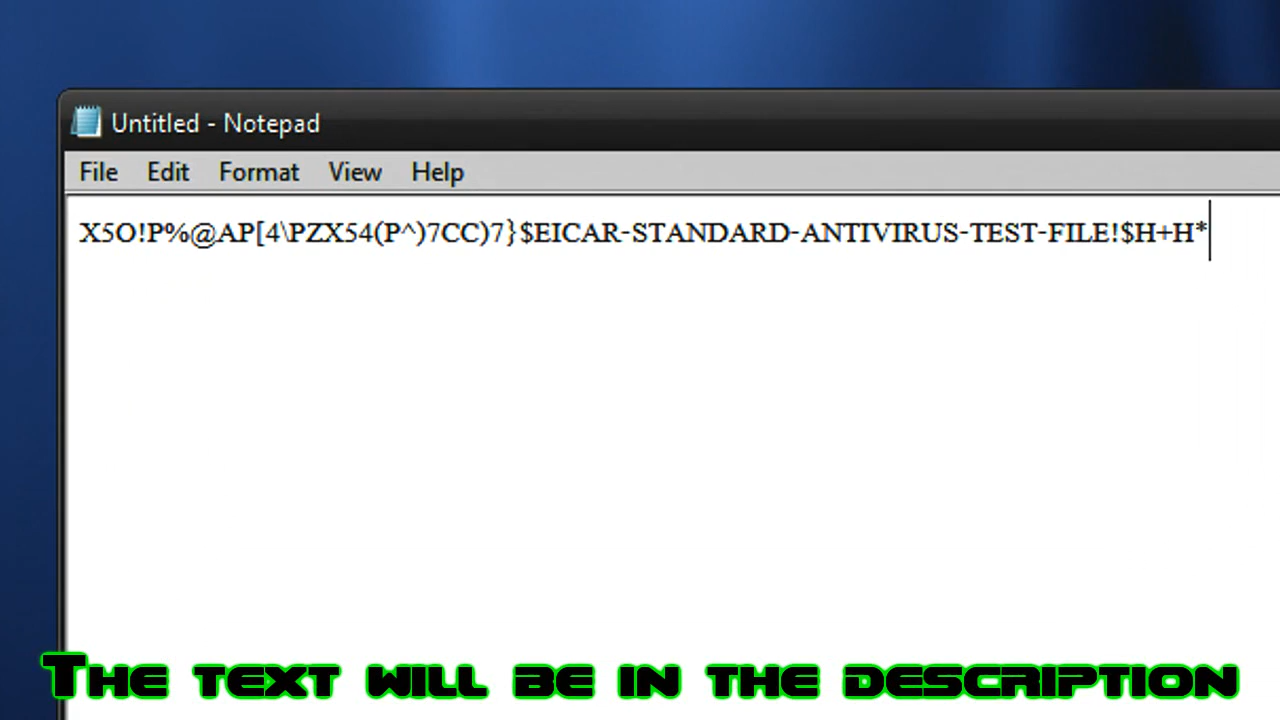 Untitled - Notepad
File Edit Format View Help
X5O!P%@AP[4\PZX54(P^)7CC)7}$EICAR-STANDARD-ANTIVIRUS-TEST-FILE!$H+H*
The text will be in the description